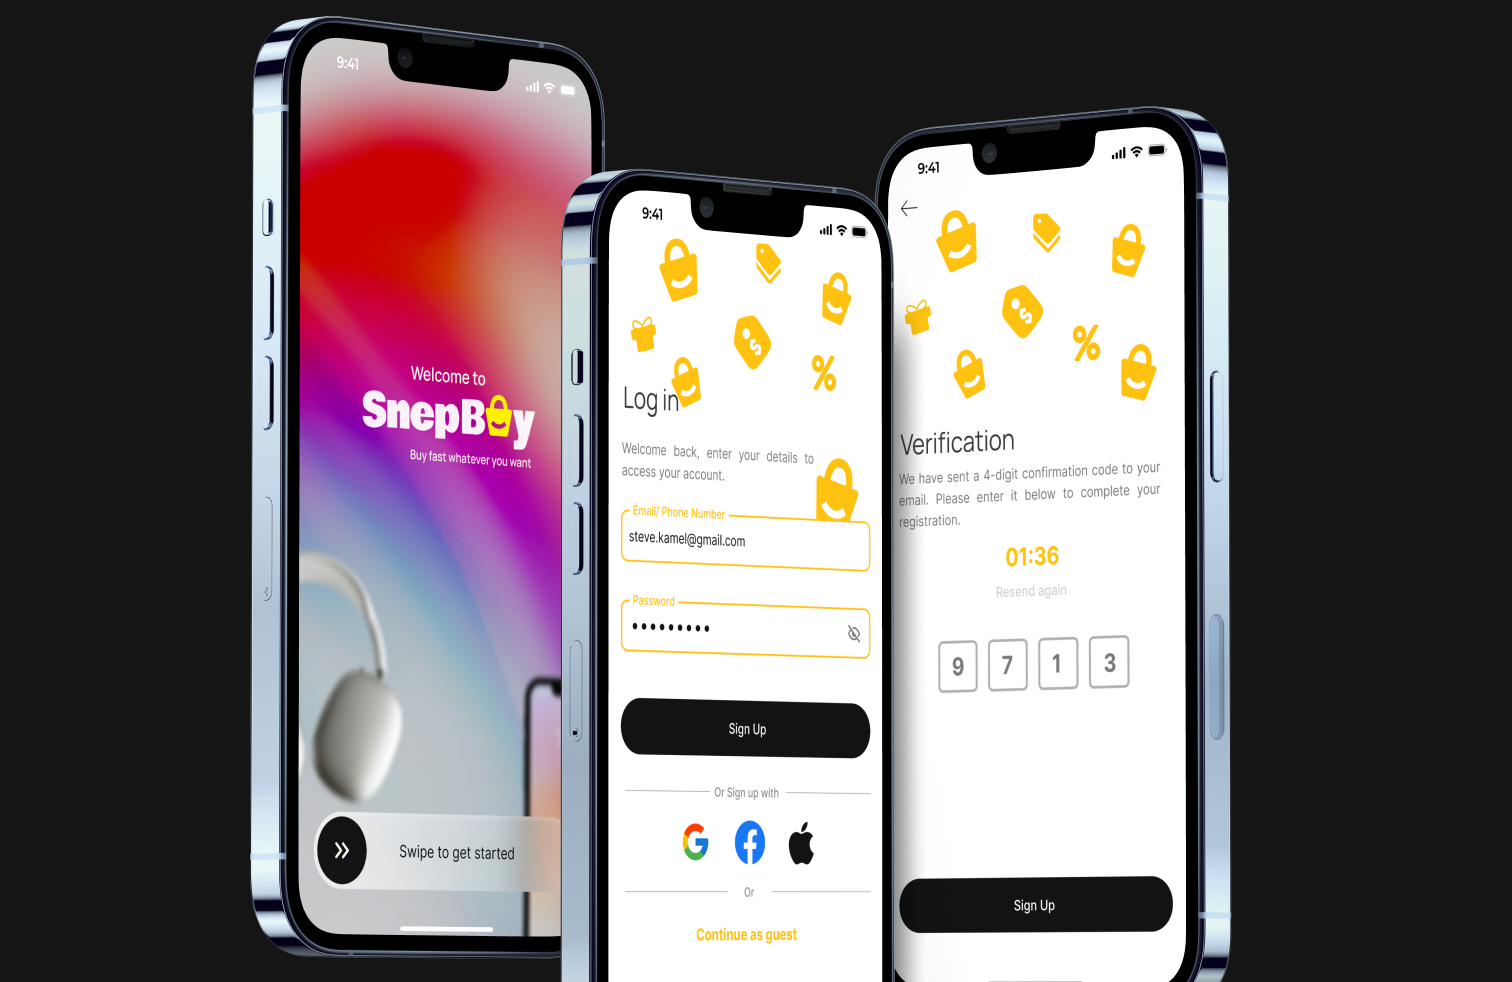 9:41
Welcome to
SnepBuy
Buy fast whatever you want
Swipe to get started
9:41
Log in
Welcome back, enter your details to
access your account.
Email/ Phone Number
steve.kamel@gmail.com
Password
•••••••••
Sign Up
Or Sign up with
Or
Continue as guest
9:41
Verification
We have sent a 4-digit confirmation code to your
email. Please enter it below to complete your
registration.
01:36
Resend again
9 7 1 3
Sign Up